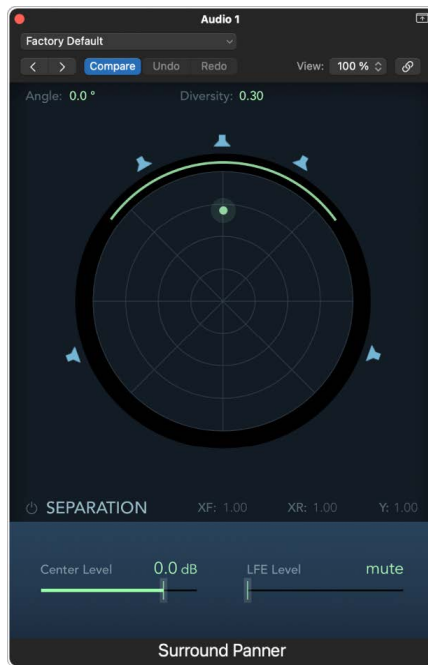 Audio 1
Factory Default
Compare Undo Redo View: 100 %
Angle: 0.0 ° Diversity: 0.30
SEPARATION XF: 1.00 XR: 1.00 Y: 1.00
Center Level 0.0 dB LFE Level mute
Surround Panner